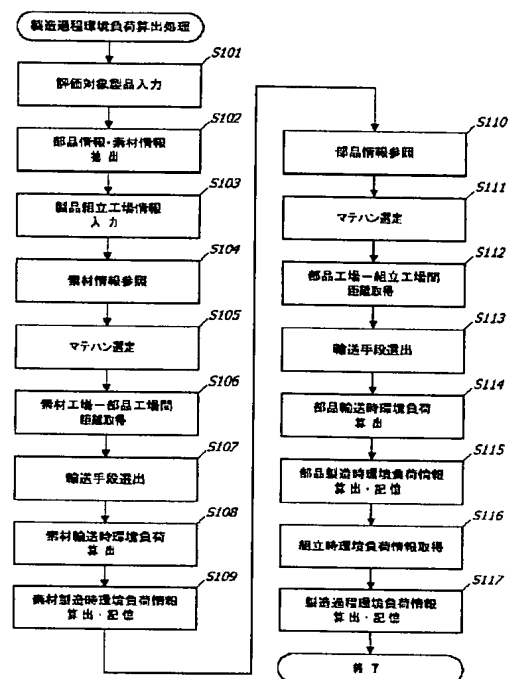 製造過程環境負荷算出処理
S101
評価対象製品入力
S102
部品情報・素材情報
抽出
S103
製品組立工場情報
入力
S104
素材情報参照
S105
マテハン選定
S106
素材工場ー部品工場間
距離取得
S107
輸送手段選出
S108
素材輸送時環境負荷
算出
S109
素材製造時環境負荷情報
算出・記憶
S110
部品情報参照
S111
マテハン選定
S112
部品工場ー組立工場間
距離取得
S113
輸送手段選出
S114
部品輸送時環境負荷
算出
S115
部品製造時環境負荷情報
算出・記憶
S116
組立時環境負荷情報取得
S117
製造過程環境負荷情報
算出・記憶
終了